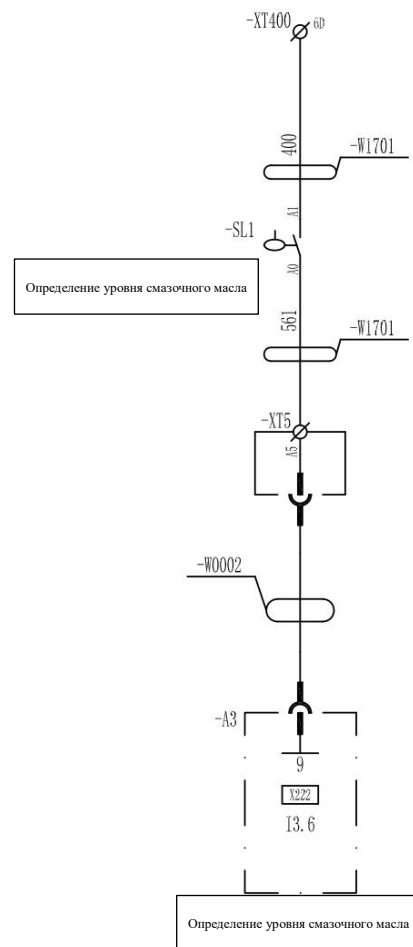 -XT400 6D
400
-W1701
A1
-SL1
A0
Определение уровня смазочного масла
561
-W1701
-XT5
A5
-W0002
-A3
9
X222
I3.6
Определение уровня смазочного масла